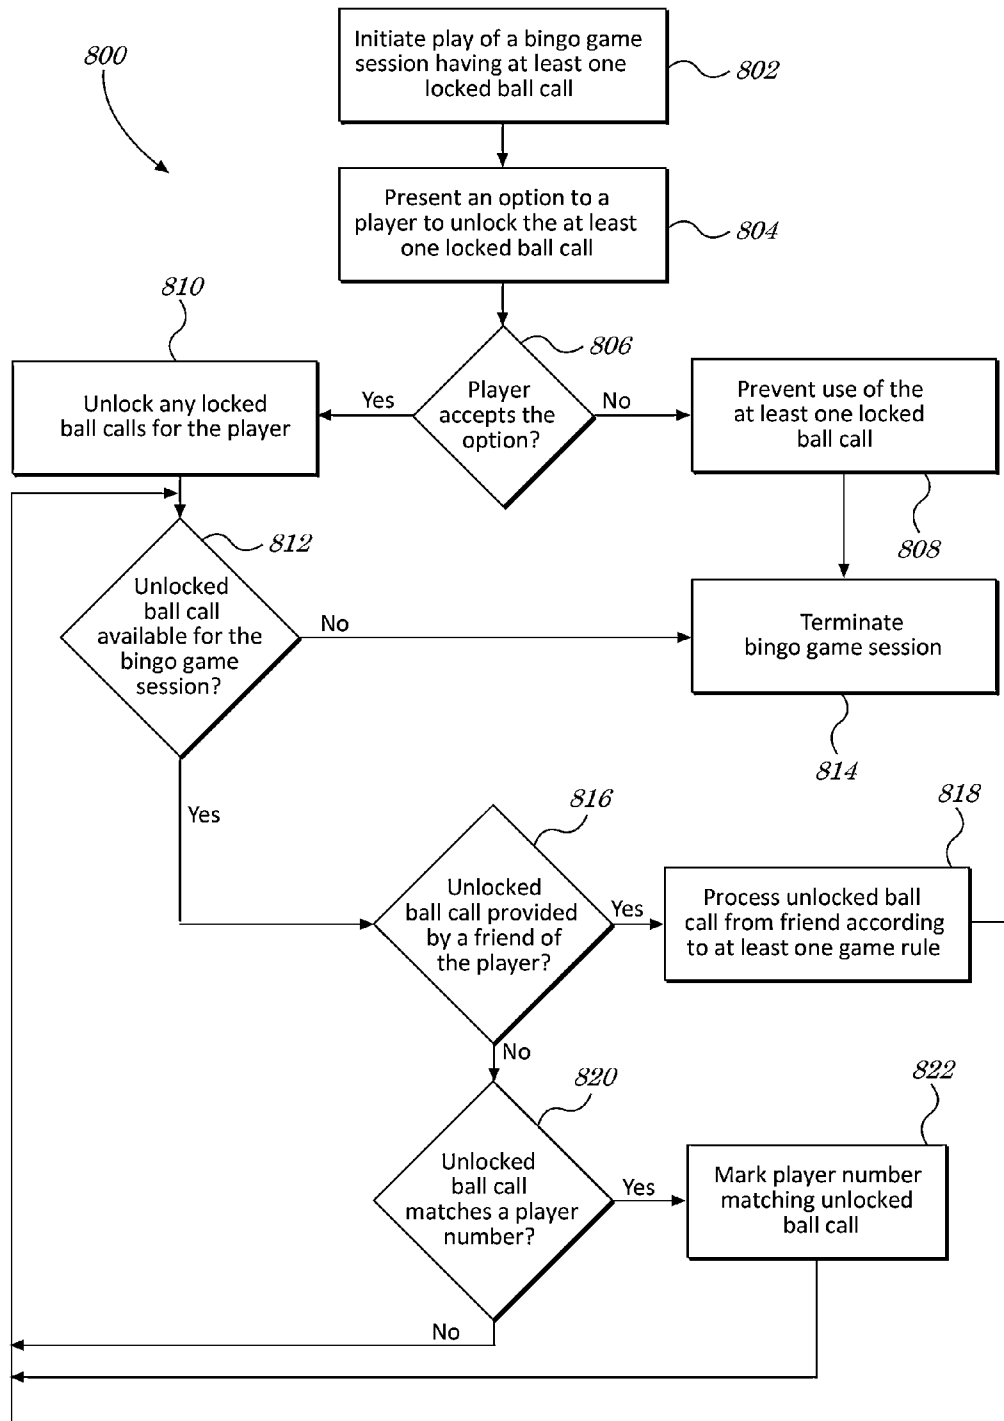 800
Initiate play of a bingo game
session having at least one
locked ball call
802
Present an option to a
player to unlock the at least
one locked ball call
804
810
806
Unlock any locked
ball calls for the player
Yes
Player
accepts the
option?
No
Prevent use of the
at least one locked
ball call
808
812
Unlocked
ball call
available for the
bingo game
session?
No
Terminate
bingo game session
814
Yes
816
818
Unlocked
ball call provided
by a friend of
the player?
Yes
Process unlocked ball
call from friend according
to at least one game rule
No
820
822
Unlocked
ball call
matches a player
number?
Yes
Mark player number
matching unlocked
ball call
No